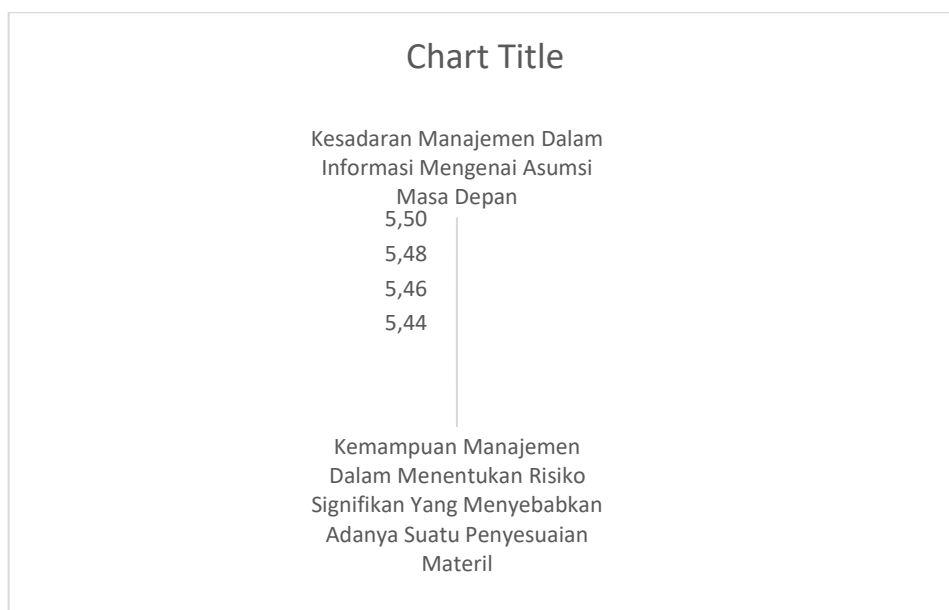 Chart Title
Kesadaran Manajemen Dalam
Informasi Mengenai Asumsi
Masa Depan
5,50
5,48
5,46
5,44
Kemampuan Manajemen
Dalam Menentukan Risiko
Signifikan Yang Menyebabkan
Adanya Suatu Penyesuaian
Materil